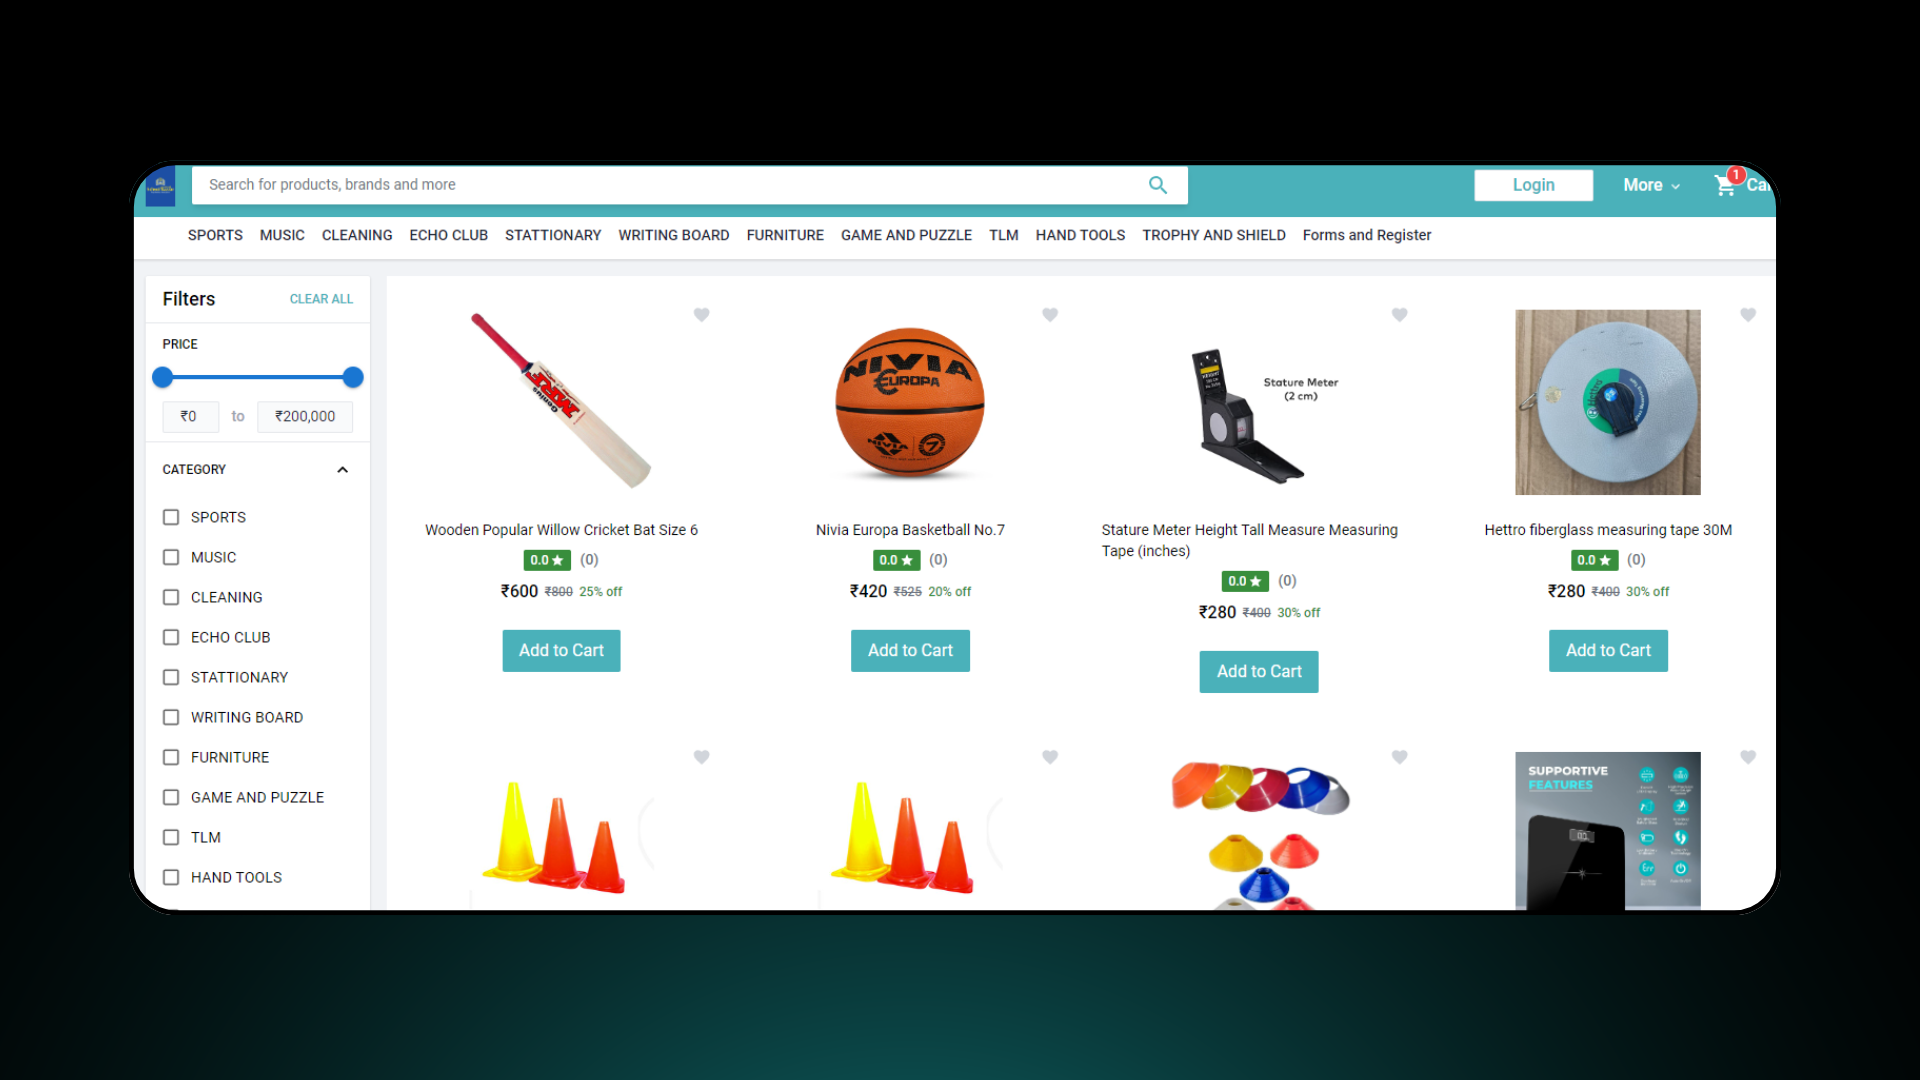 Search for products, brands and more
Login
More
1
SPORTS MUSIC CLEANING ECHO CLUB STATTIONARY WRITING BOARD FURNITURE GAME AND PUZZLE TLM HAND TOOLS TROPHY AND SHIELD Forms and Register
Filters CLEAR ALL
PRICE
₹0 to ₹200,000
CATEGORY
SPORTS
MUSIC
CLEANING
ECHO CLUB
STATTIONARY
WRITING BOARD
FURNITURE
GAME AND PUZZLE
TLM
HAND TOOLS
MRF
Genius
Wooden Popular Willow Cricket Bat Size 6
0.0 ★ (0)
₹600 ₹800 25% off
Add to Cart
NIVIA
EUROPA
NIVIA
7
Nivia Europa Basketball No.7
0.0 ★ (0)
₹420 ₹525 20% off
Add to Cart
Stature Meter
(2 cm)
Stature Meter Height Tall Measure Measuring
Tape (inches)
0.0 ★ (0)
₹280 ₹400 30% off
Add to Cart
Hettro fiberglass measuring tape 30M
0.0 ★ (0)
₹280 ₹400 30% off
Add to Cart
SUPPORTIVE
FEATURES